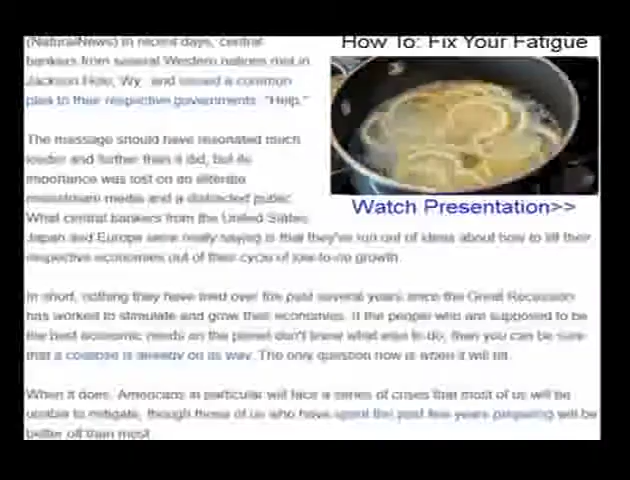 (NaturalNews) In recent days, central
bankers from several Western nations met in
Jackson Hole, Wy. and issued a common
plea to their respective governments: "Help."
The message should have resonated much
louder and further than it did, but its
importance was lost on an illiterate
mainstream media and a distracted public.
What central bankers from the United States,
Japan and Europe were really saying is that they've run out of ideas about how to lift their
respective economies out of their cycle of low-to-no growth.
In short, nothing they have tried over the past several years since the Great Recession
has worked to stimulate and grow their economies. If the people who are supposed to be
the best economic minds on the planet don't know what else to do, then you can be sure
that a collapse is already on its way. The only question now is when it will hit.
When it does, Americans in particular will face a series of crises that most of us will be
unable to mitigate, though those of us who have spent the past few years preparing will be
better off than most.
How To: Fix Your Fatigue
Watch Presentation>>